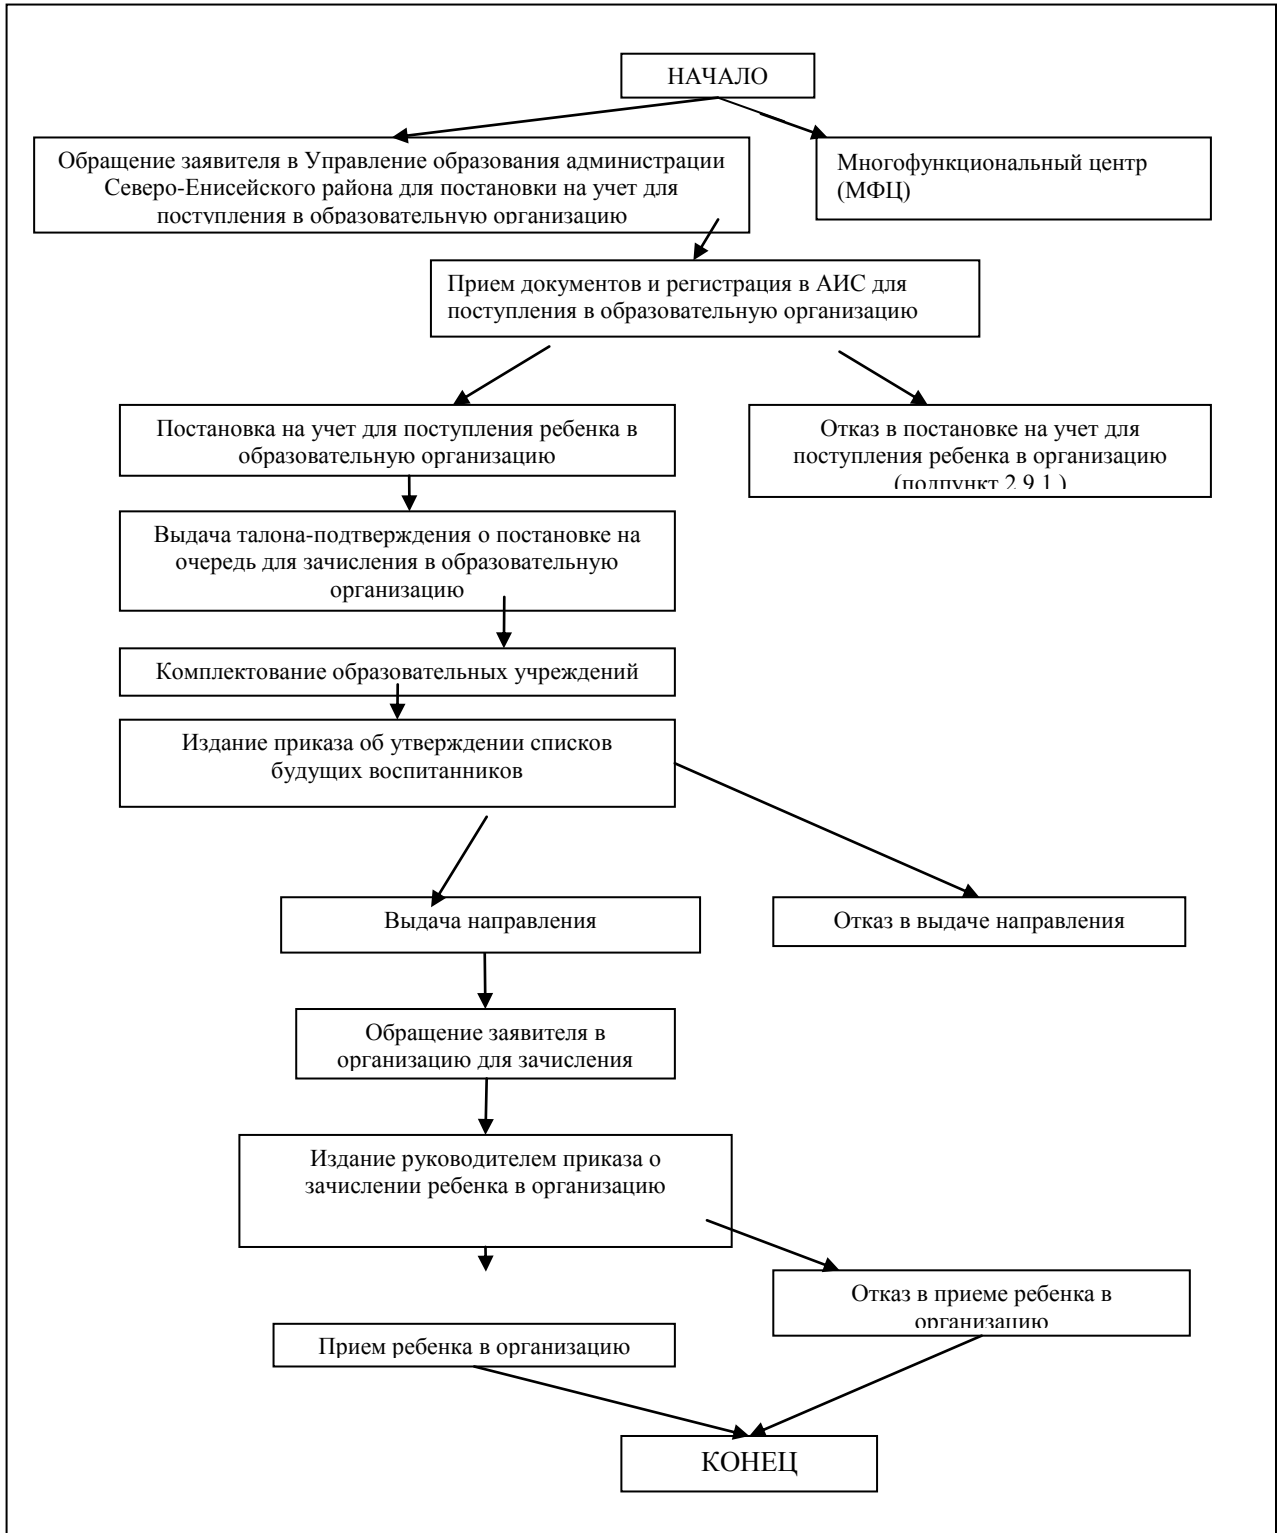 НАЧАЛО
Обращение заявителя в Управление образования администрации
Северо-Енисейского района для постановки на учет для
поступления в образовательную организацию
Многофункциональный центр
(МФЦ)
Прием документов и регистрация в АИС для
поступления в образовательную организацию
Постановка на учет для поступления ребенка в
образовательную организацию
Отказ в постановке на учет для
поступления ребенка в организацию
(подпункт 2.9.1.)
Выдача талона-подтверждения о постановке на
очередь для зачисления в образовательную
организацию
Комплектование образовательных учреждений
Издание приказа об утверждении списков
будущих воспитанников
Выдача направления
Отказ в выдаче направления
Обращение заявителя в
организацию для зачисления
Издание руководителем приказа о
зачислении ребенка в организацию
Отказ в приеме ребенка в
организацию
Прием ребенка в организацию
КОНЕЦ